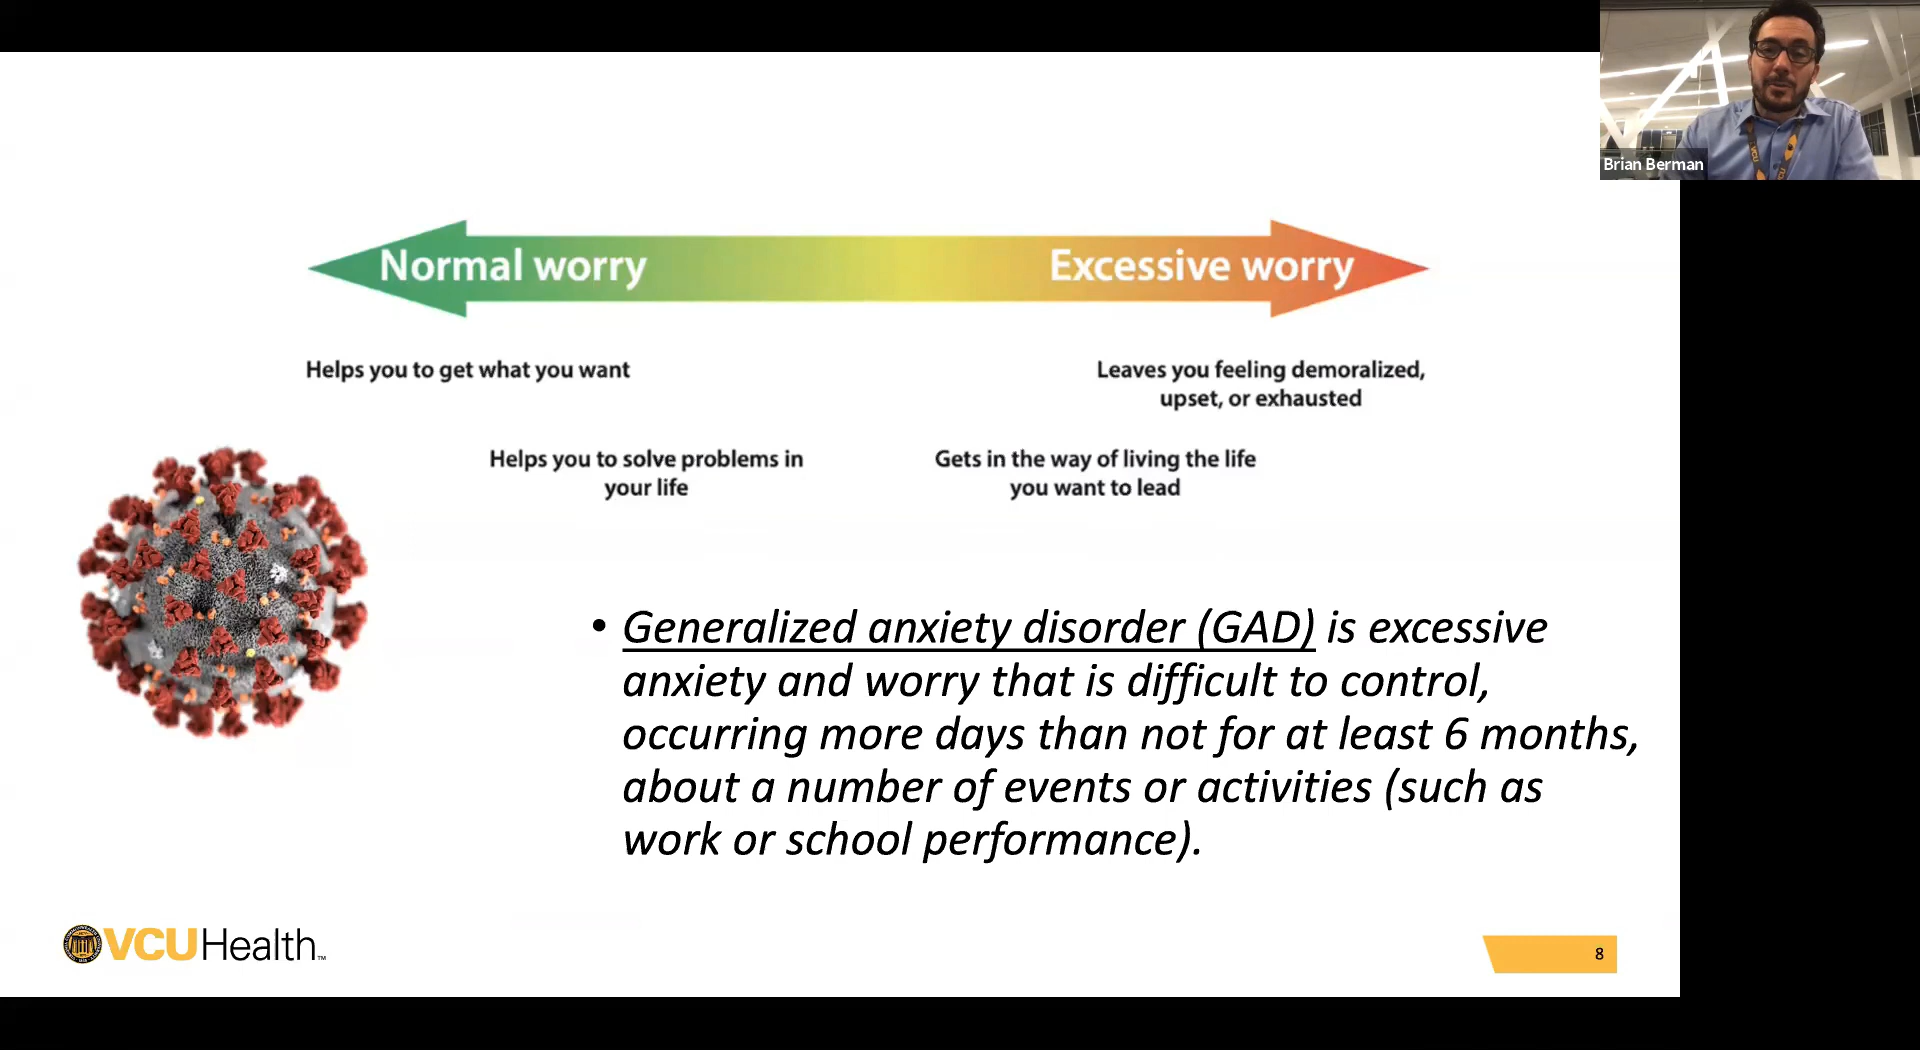 Brian Berman
Normal worry
Excessive worry
Helps you to get what you want
Leaves you feeling demoralized,
upset, or exhausted
Helps you to solve problems in
your life
Gets in the way of living the life
you want to lead
• Generalized anxiety disorder (GAD) is excessive
anxiety and worry that is difficult to control,
occurring more days than not for at least 6 months,
about a number of events or activities (such as
work or school performance).
VCUHealth™
8